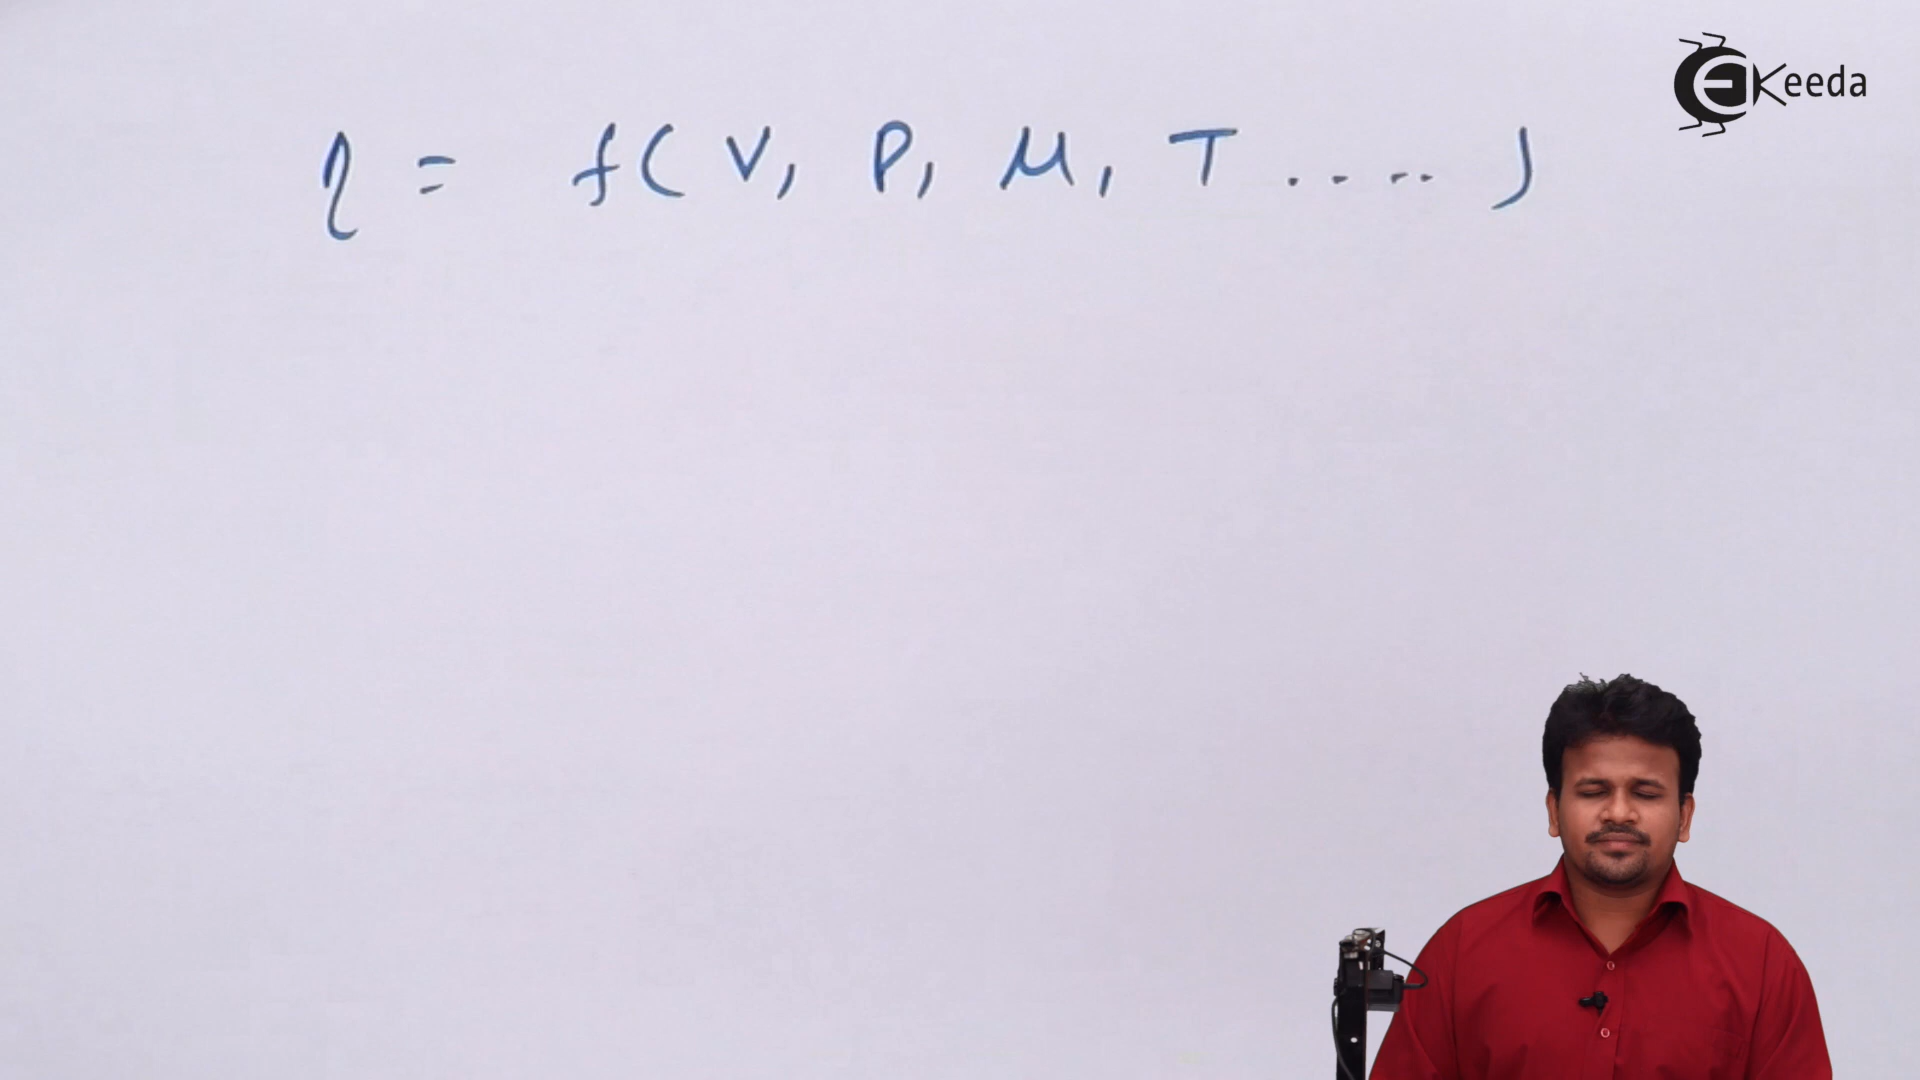 EKeeda
η = f( V, P, μ, T .... )